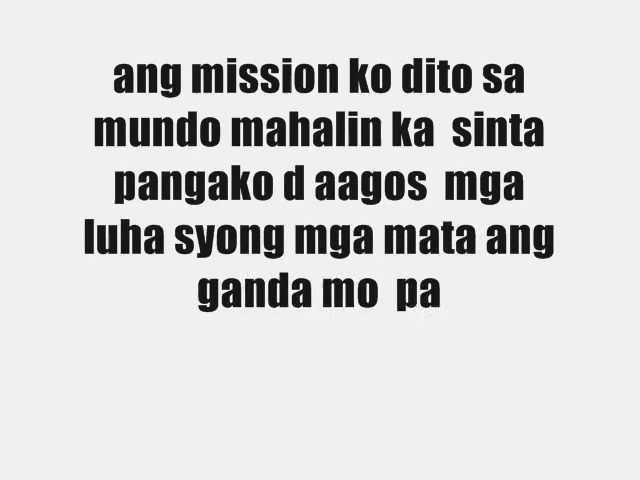 ang mission ko dito sa
mundo mahalin ka  sinta
pangako d aagos  mga
luha syong mga mata ang
ganda mo  pa